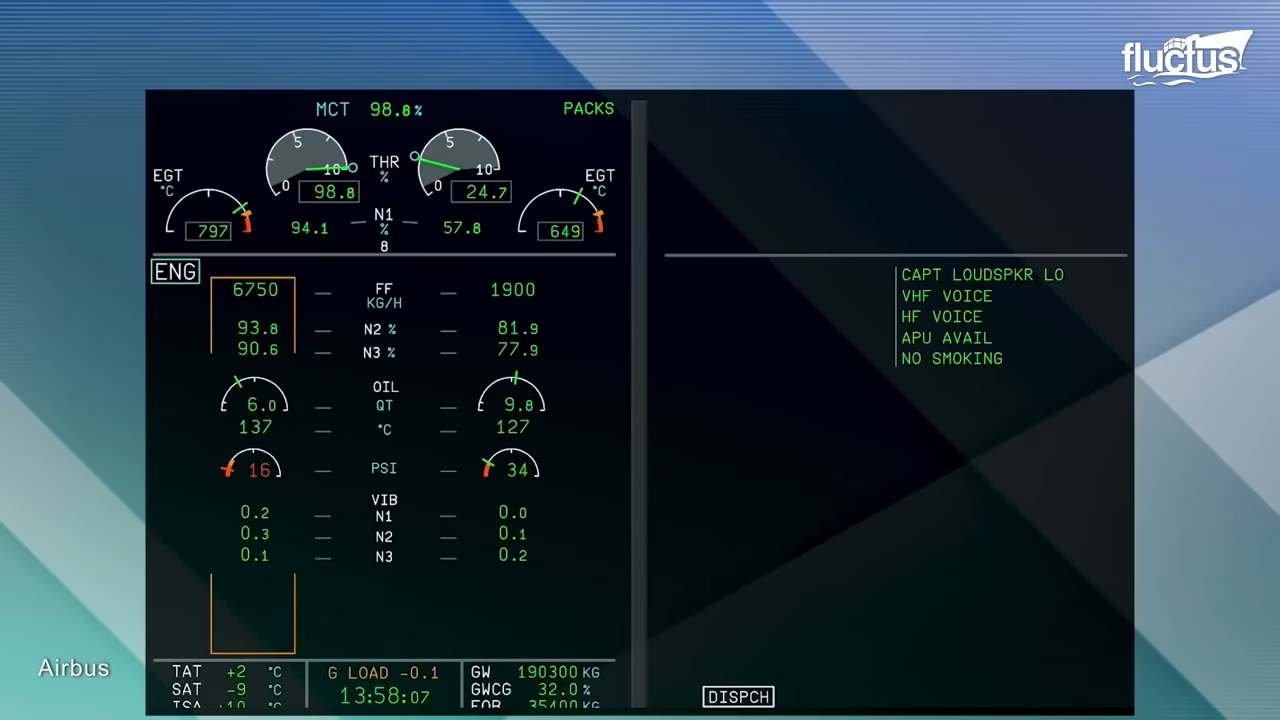 fluctus
MCT 98.8% PACKS
5 5
10 THR 10
%
EGT EGT
°C °C
0 98.8 0 24.7
797 94.1 N1 57.8 649
%
8
ENG
6750 FF 1900
KG/H
93.8 N2 % 81.9
90.6 N3 % 77.9
OIL
6.0 QT 9.8
137 °C 127
16 PSI 34
VIB
0.2 N1 0.0
0.3 N2 0.1
0.1 N3 0.2
CAPT LOUDSPKR LO
VHF VOICE
HF VOICE
APU AVAIL
NO SMOKING
TAT +2 °C G LOAD -0.1 GW 190300 KG
SAT -9 °C 13:58:07 GWCG 32.0 %
ISA +10 °C FOB 35400 KG
DISPCH
Airbus